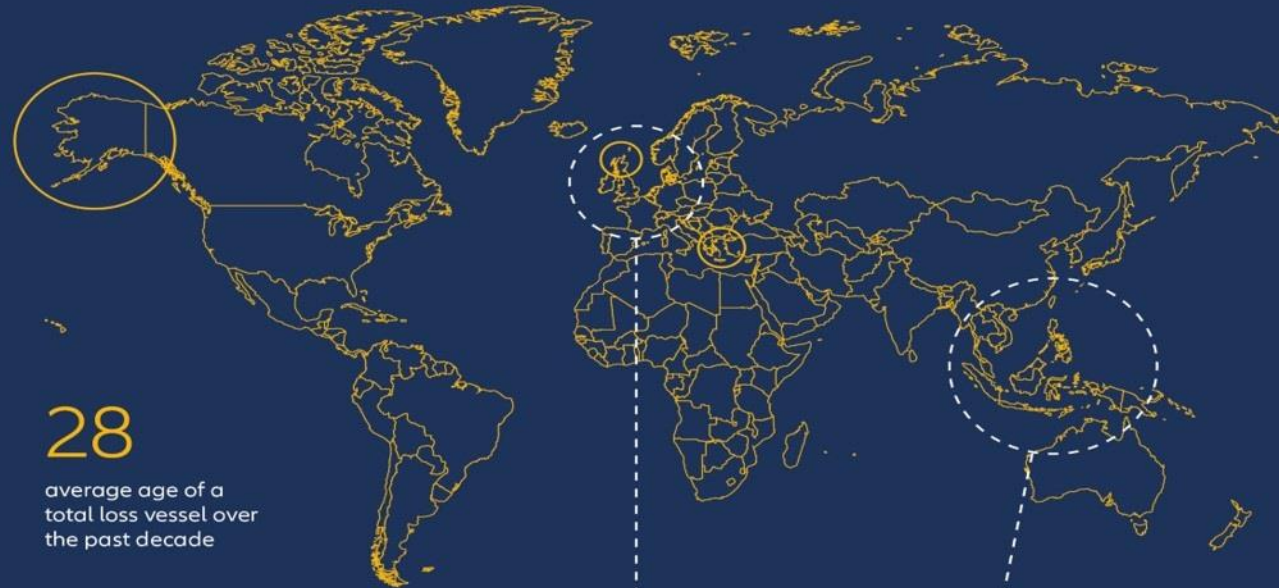 28
average age of a
total loss vessel over
the past decade